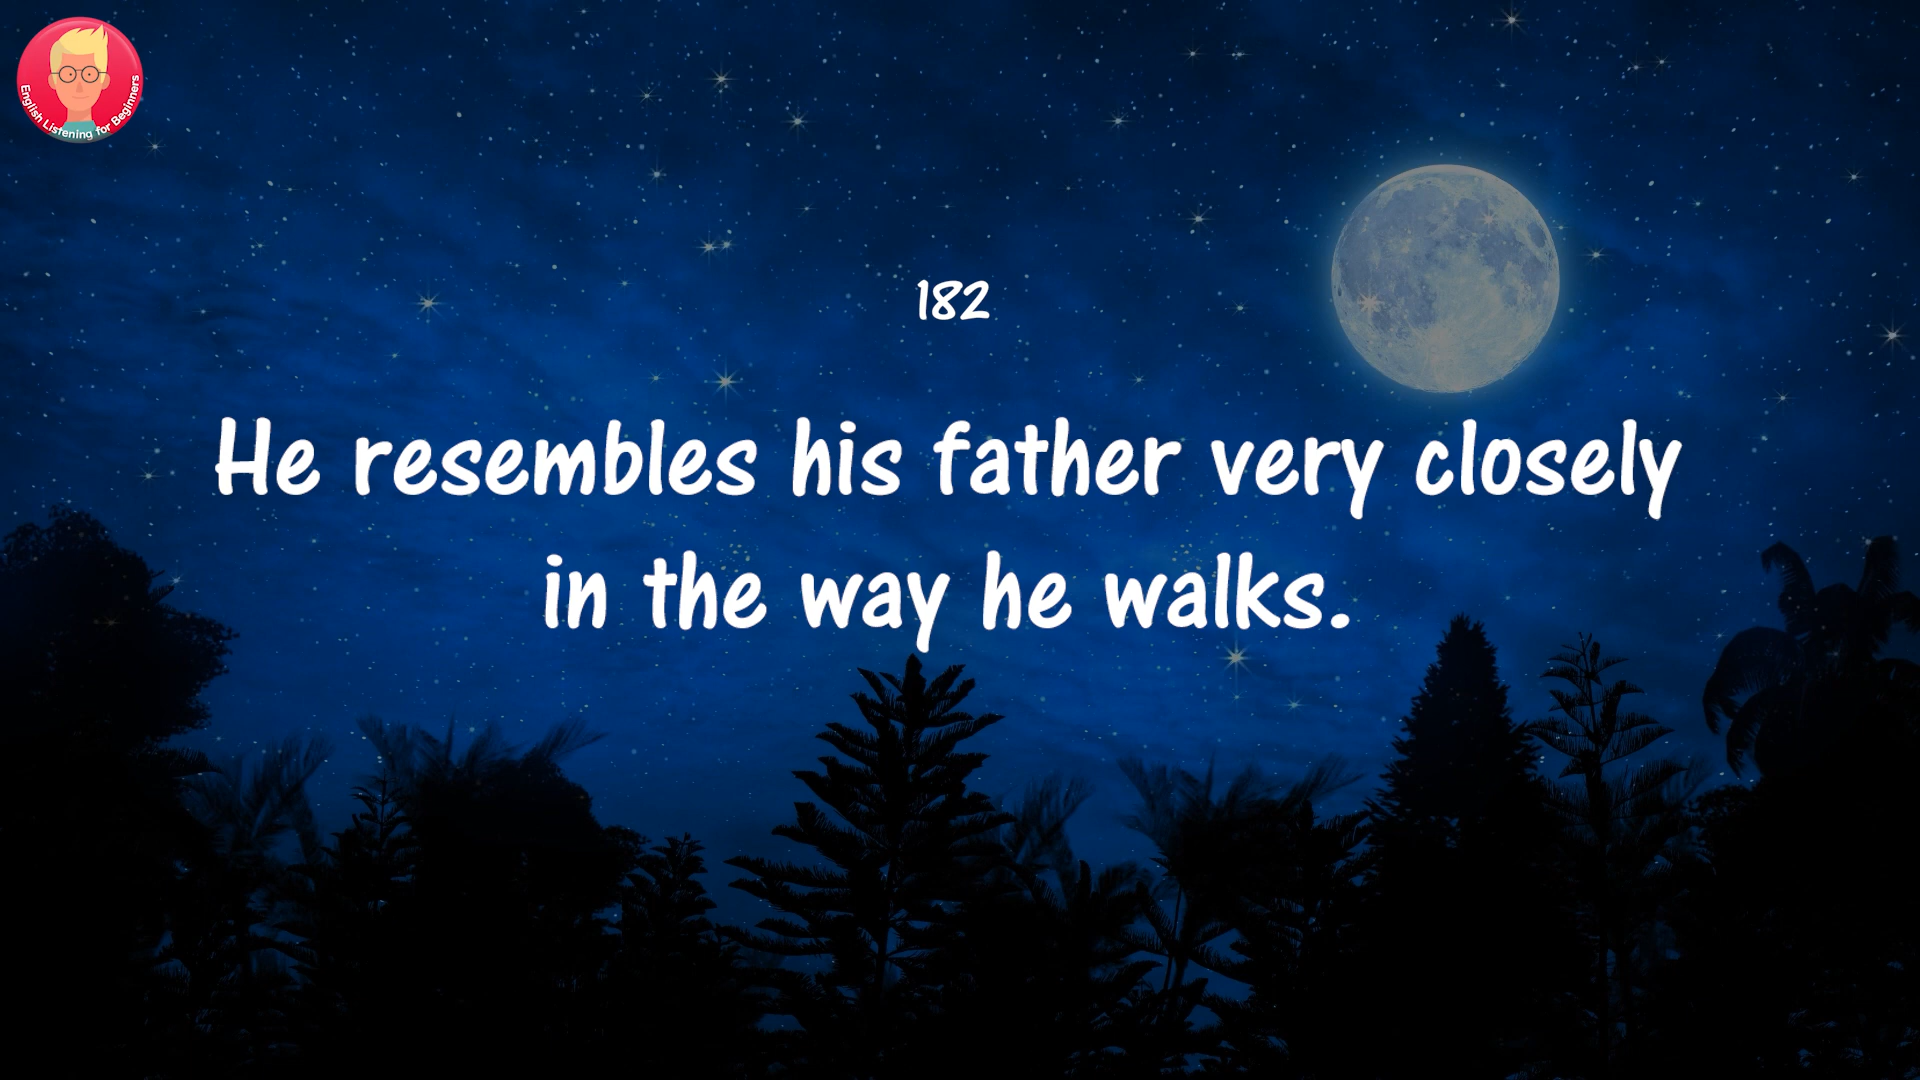 English Listening for Beginners
182
He resembles his father very closely
in the way he walks.